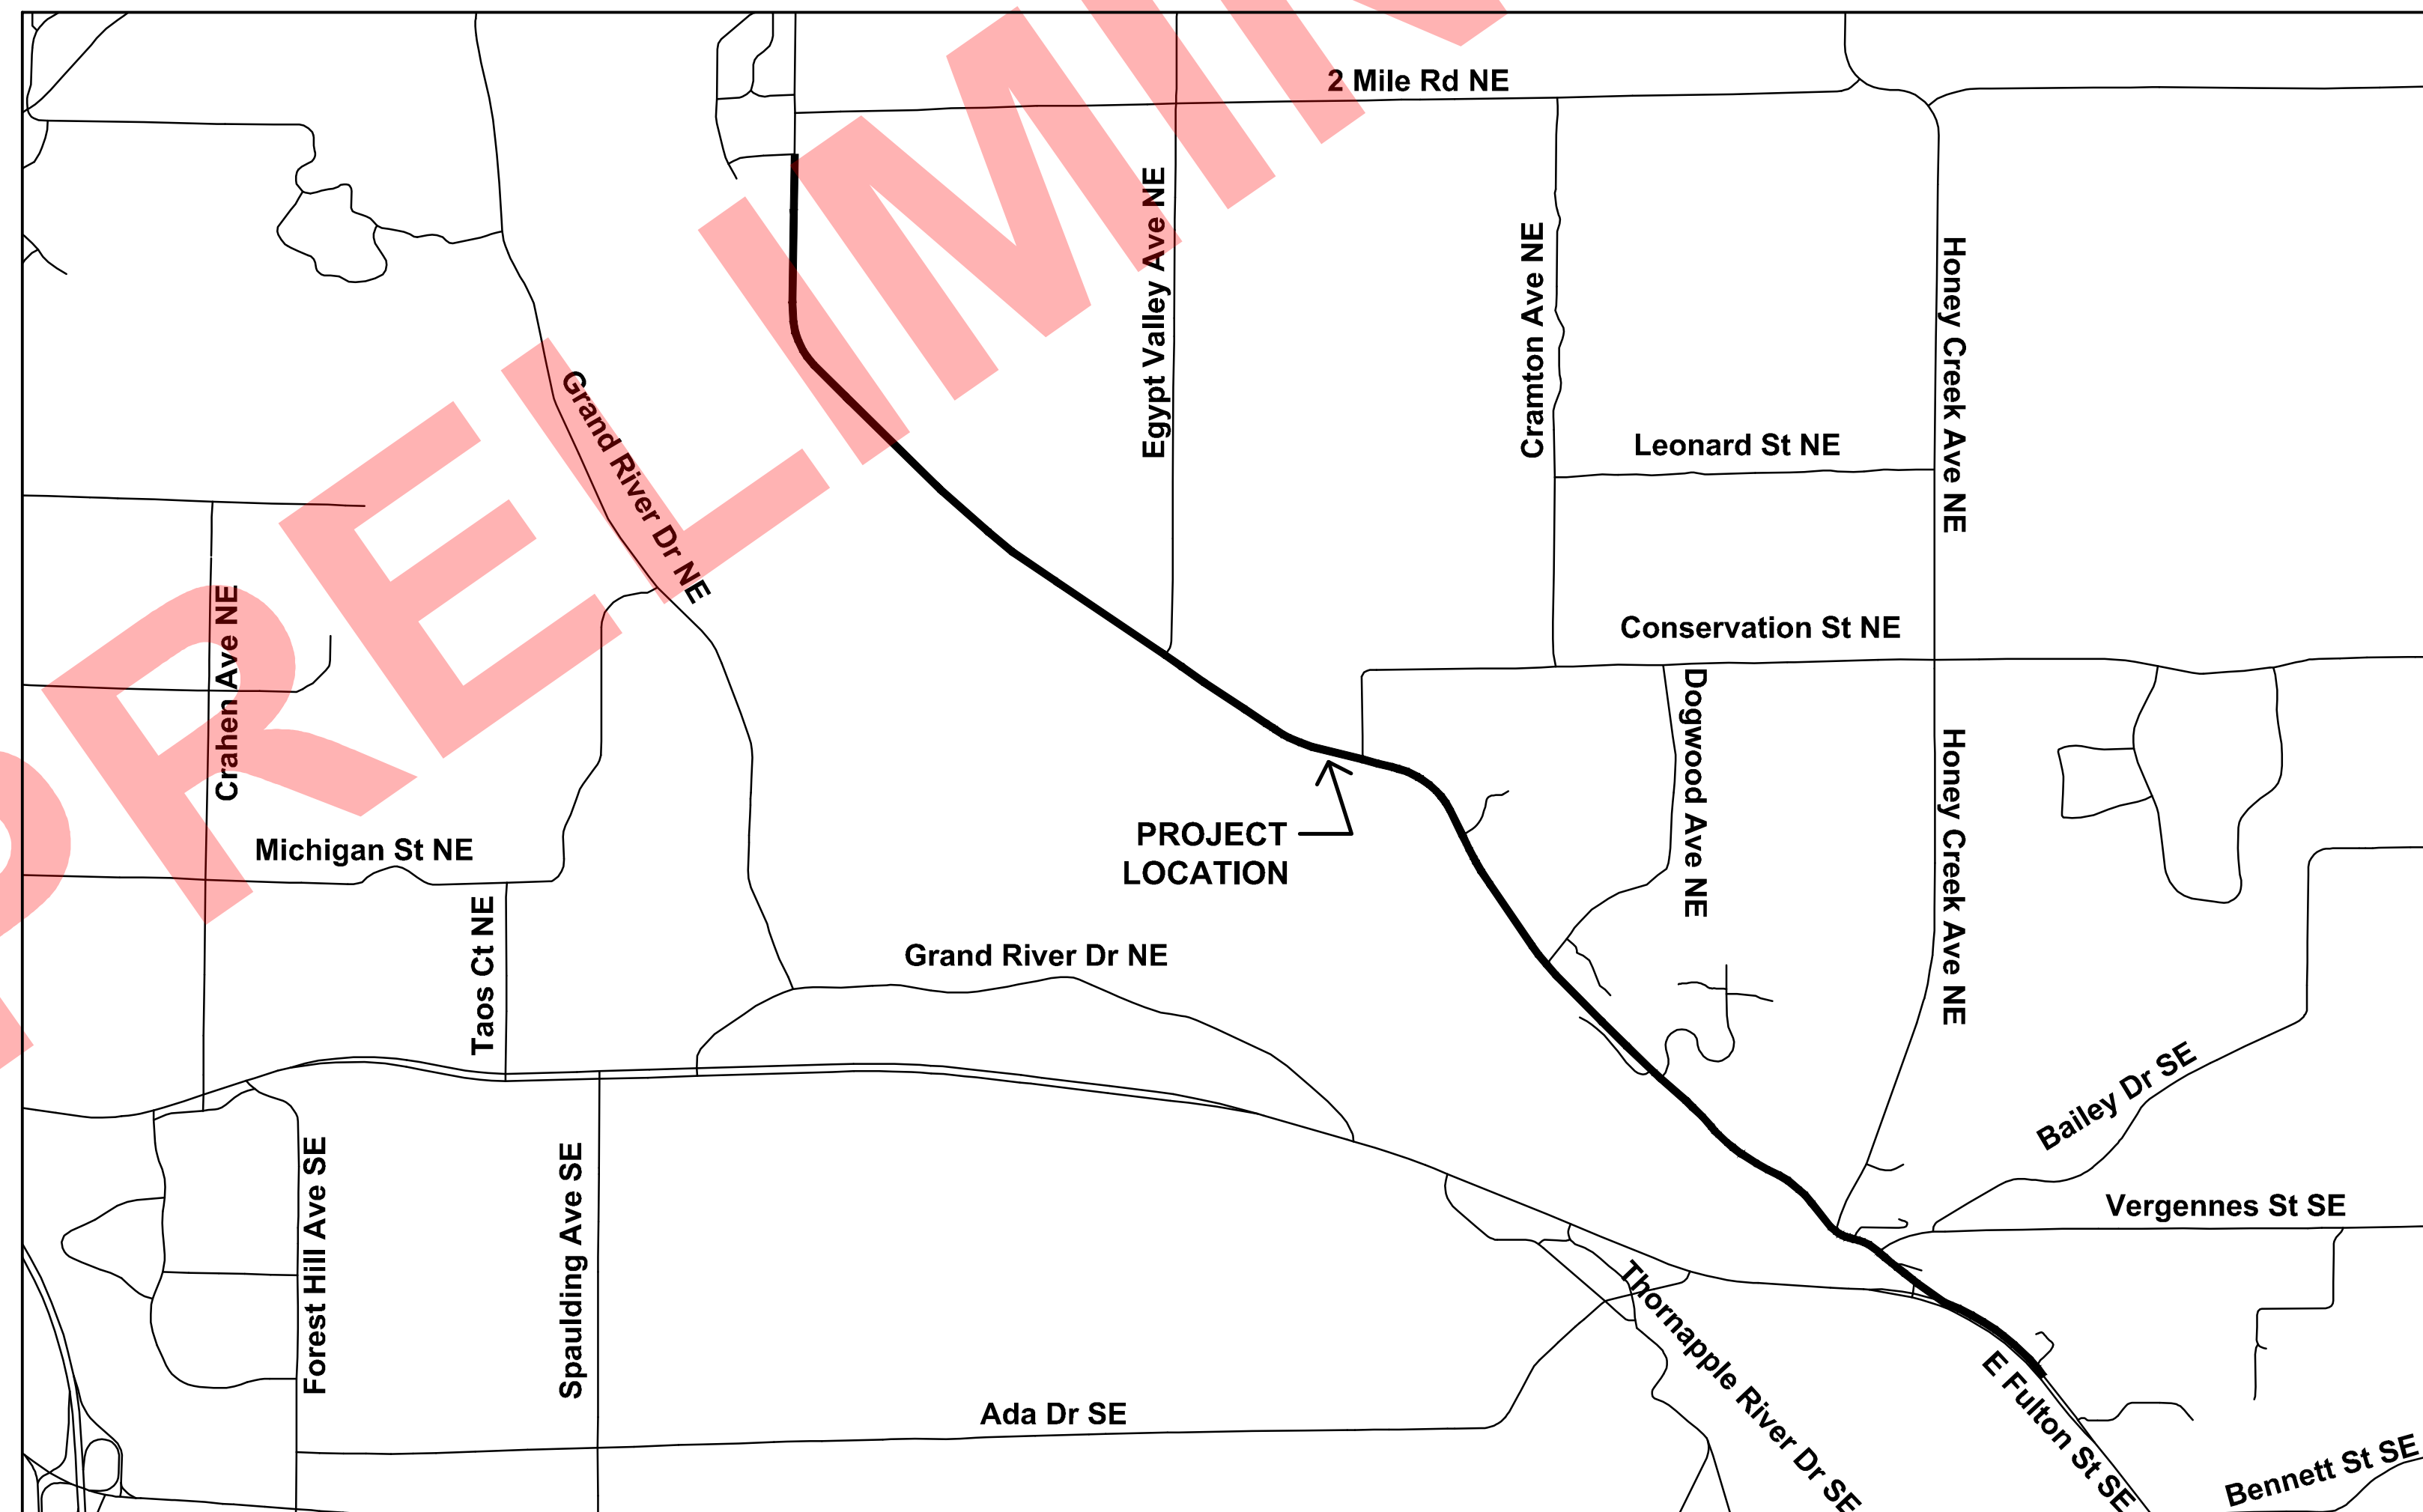 2 Mile Rd NE
Egypt Valley Ave NE
Cramton Ave NE
Honey Creek Ave NE
Grand River Dr NE
Leonard St NE
Crahen Ave NE
Conservation St NE
Dogwood Ave NE
Honey Creek Ave NE
PROJECT
LOCATION
Michigan St NE
Taos Ct NE
Grand River Dr NE
Bailey Dr SE
Forest Hill Ave SE
Spaulding Ave SE
Vergennes St SE
Thornapple River Dr SE
E Fulton St SE
Ada Dr SE
Bennett St SE
PRELIMIN